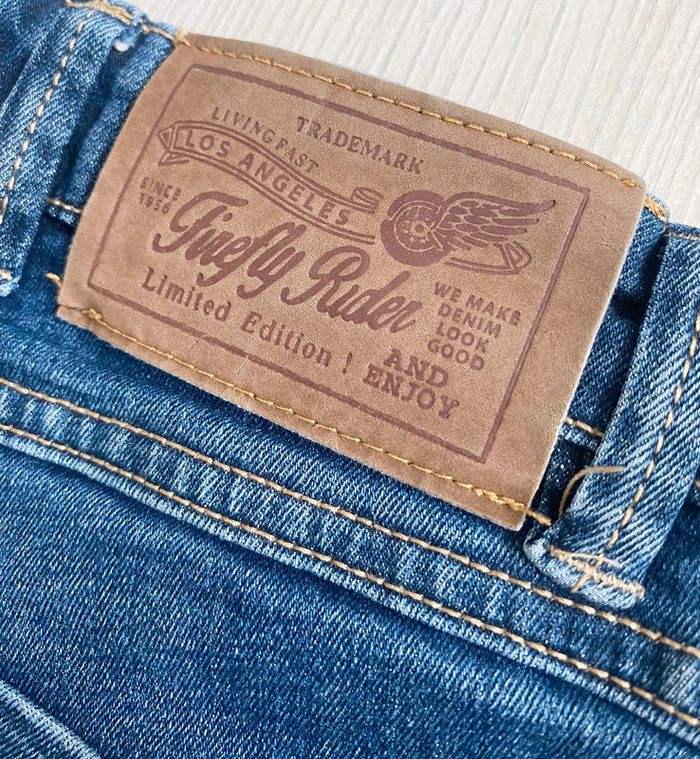 TRADEMARK
LIVING PAST
LOS ANGELES
SINCE
1956
Firefly Rider
Limited Edition !
WE MAKE
DENIM
LOOK
GOOD
AND
ENJOY